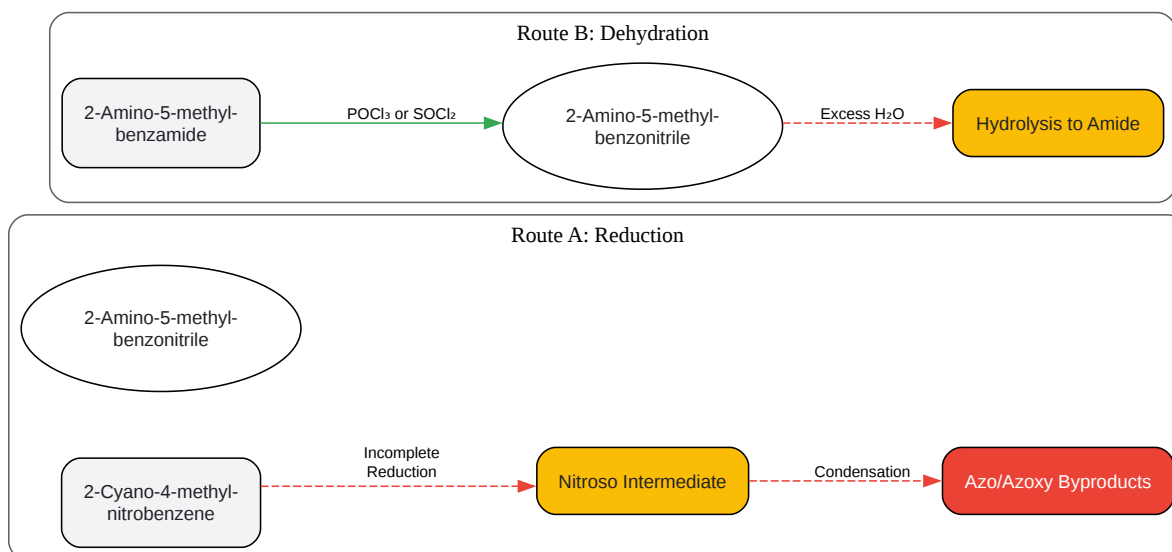 Route B: Dehydration
2-Amino-5-methyl-
benzamide
POCl₃ or SOCl₂
2-Amino-5-methyl-
benzonitrile
Excess H₂O
Hydrolysis to Amide
Route A: Reduction
2-Amino-5-methyl-
benzonitrile
2-Cyano-4-methyl-
nitrobenzene
Incomplete
Reduction
Nitroso Intermediate
Condensation
Azo/Azoxy Byproducts